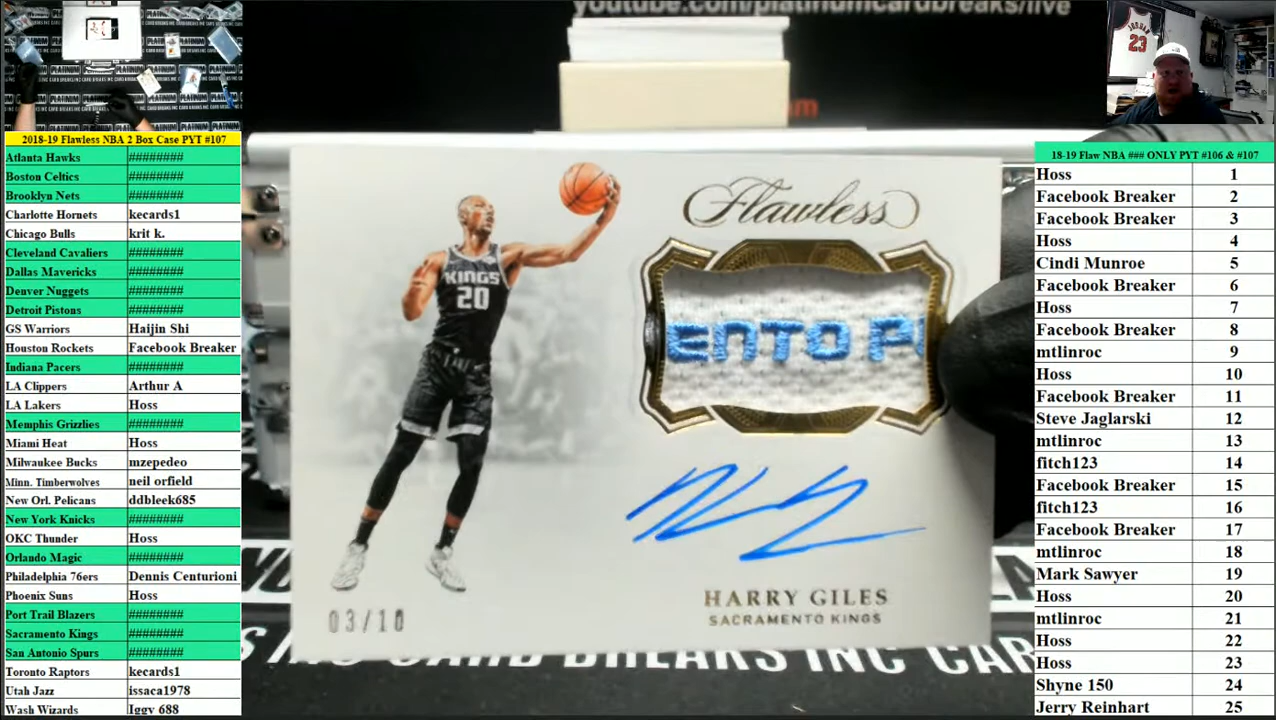 youtube.com/platinumcardbreaks/live
2018-19 Flawless NBA 2 Box Case PYT #107
Atlanta Hawks ########
Boston Celtics ########
Brooklyn Nets ########
Charlotte Hornets kecards1
Chicago Bulls krit k.
Cleveland Cavaliers ########
Dallas Mavericks ########
Denver Nuggets ########
Detroit Pistons ########
GS Warriors Haijin Shi
Houston Rockets Facebook Breaker
Indiana Pacers ########
LA Clippers Arthur A
LA Lakers Hoss
Memphis Grizzlies ########
Miami Heat Hoss
Milwaukee Bucks mzepedeo
Minn. Timberwolves neil orfield
New Orl. Pelicans ddbleek685
New York Knicks ########
OKC Thunder Hoss
Orlando Magic ########
Philadelphia 76ers Dennis Centurioni
Phoenix Suns Hoss
Port Trail Blazers ########
Sacramento Kings ########
San Antonio Spurs ########
Toronto Raptors kecards1
Utah Jazz issaca1978
Wash Wizards Iggy 688
Flawless
KINGS
20
ENTO P
HARRY GILES
SACRAMENTO KINGS
03/10
CARD BREAKS INC CAR
JORDAN
23
18-19 Flaw NBA ### ONLY PYT #106 & #107
Hoss 1
Facebook Breaker 2
Facebook Breaker 3
Hoss 4
Cindi Munroe 5
Facebook Breaker 6
Hoss 7
Facebook Breaker 8
mtlinroc 9
Hoss 10
Facebook Breaker 11
Steve Jaglarski 12
mtlinroc 13
fitch123 14
Facebook Breaker 15
fitch123 16
Facebook Breaker 17
mtlinroc 18
Mark Sawyer 19
Hoss 20
mtlinroc 21
Hoss 22
Hoss 23
Shyne 150 24
Jerry Reinhart 25